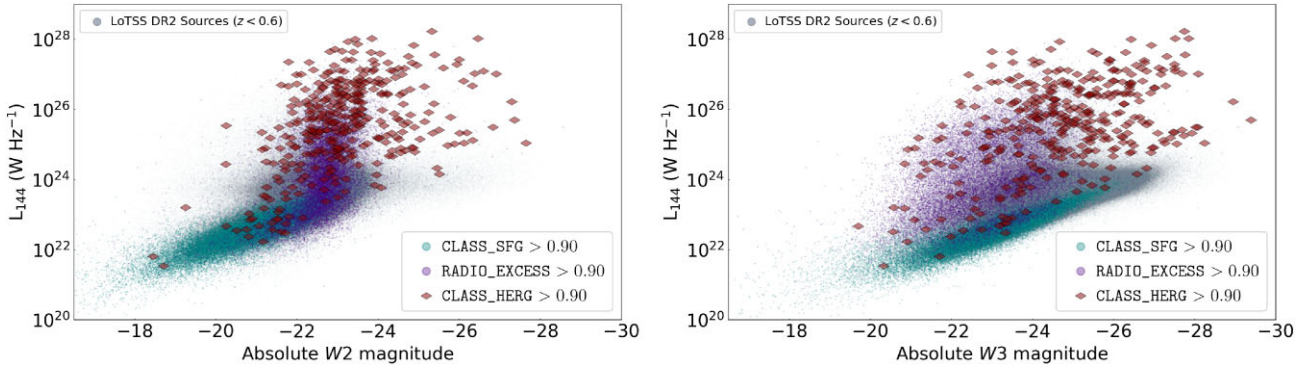 LoTSS DR2 Sources (z < 0.6)
10^28
10^26
10^24
10^22
10^20
L_144 (W Hz^−1)
CLASS_SFG > 0.90
RADIO_EXCESS > 0.90
CLASS_HERG > 0.90
−18 −20 −22 −24 −26 −28 −30
Absolute W2 magnitude
LoTSS DR2 Sources (z < 0.6)
10^28
10^26
10^24
10^22
10^20
L_144 (W Hz^−1)
CLASS_SFG > 0.90
RADIO_EXCESS > 0.90
CLASS_HERG > 0.90
−18 −20 −22 −24 −26 −28 −30
Absolute W3 magnitude